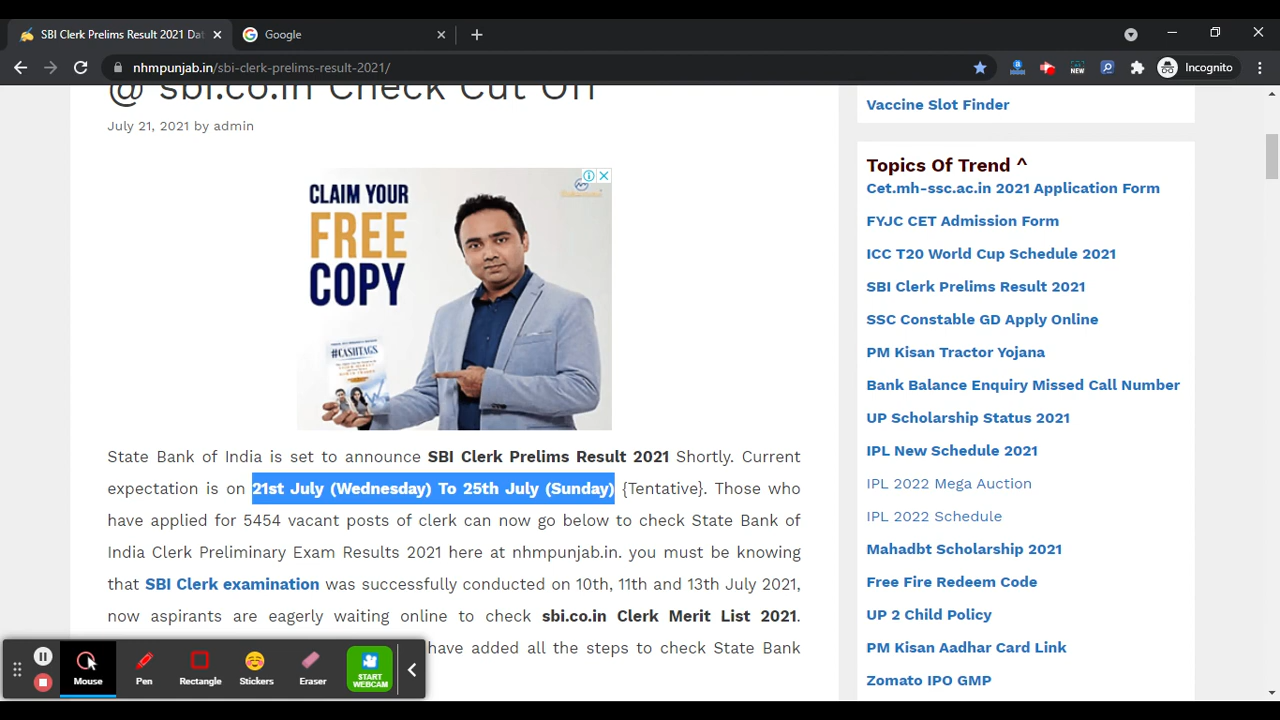 SBI Clerk Prelims Result 2021 Dat
Google
nhmpunjab.in/sbi-clerk-prelims-result-2021/
NEW
Incognito
@ sbi.co.in Check Cut Off
July 21, 2021 by admin
CLAIM YOUR
FREE
COPY
#CASHTAGS
State Bank of India is set to announce SBI Clerk Prelims Result 2021 Shortly. Current
expectation is on 21st July (Wednesday) To 25th July (Sunday) {Tentative}. Those who
have applied for 5454 vacant posts of clerk can now go below to check State Bank of
India Clerk Preliminary Exam Results 2021 here at nhmpunjab.in. you must be knowing
that SBI Clerk examination was successfully conducted on 10th, 11th and 13th July 2021,
now aspirants are eagerly waiting online to check sbi.co.in Clerk Merit List 2021.
have added all the steps to check State Bank
Vaccine Slot Finder
Topics Of Trend ^
Cet.mh-ssc.ac.in 2021 Application Form
FYJC CET Admission Form
ICC T20 World Cup Schedule 2021
SBI Clerk Prelims Result 2021
SSC Constable GD Apply Online
PM Kisan Tractor Yojana
Bank Balance Enquiry Missed Call Number
UP Scholarship Status 2021
IPL New Schedule 2021
IPL 2022 Mega Auction
IPL 2022 Schedule
Mahadbt Scholarship 2021
Free Fire Redeem Code
UP 2 Child Policy
PM Kisan Aadhar Card Link
Zomato IPO GMP
Mouse
Pen
Rectangle
Stickers
Eraser
START
WEBCAM